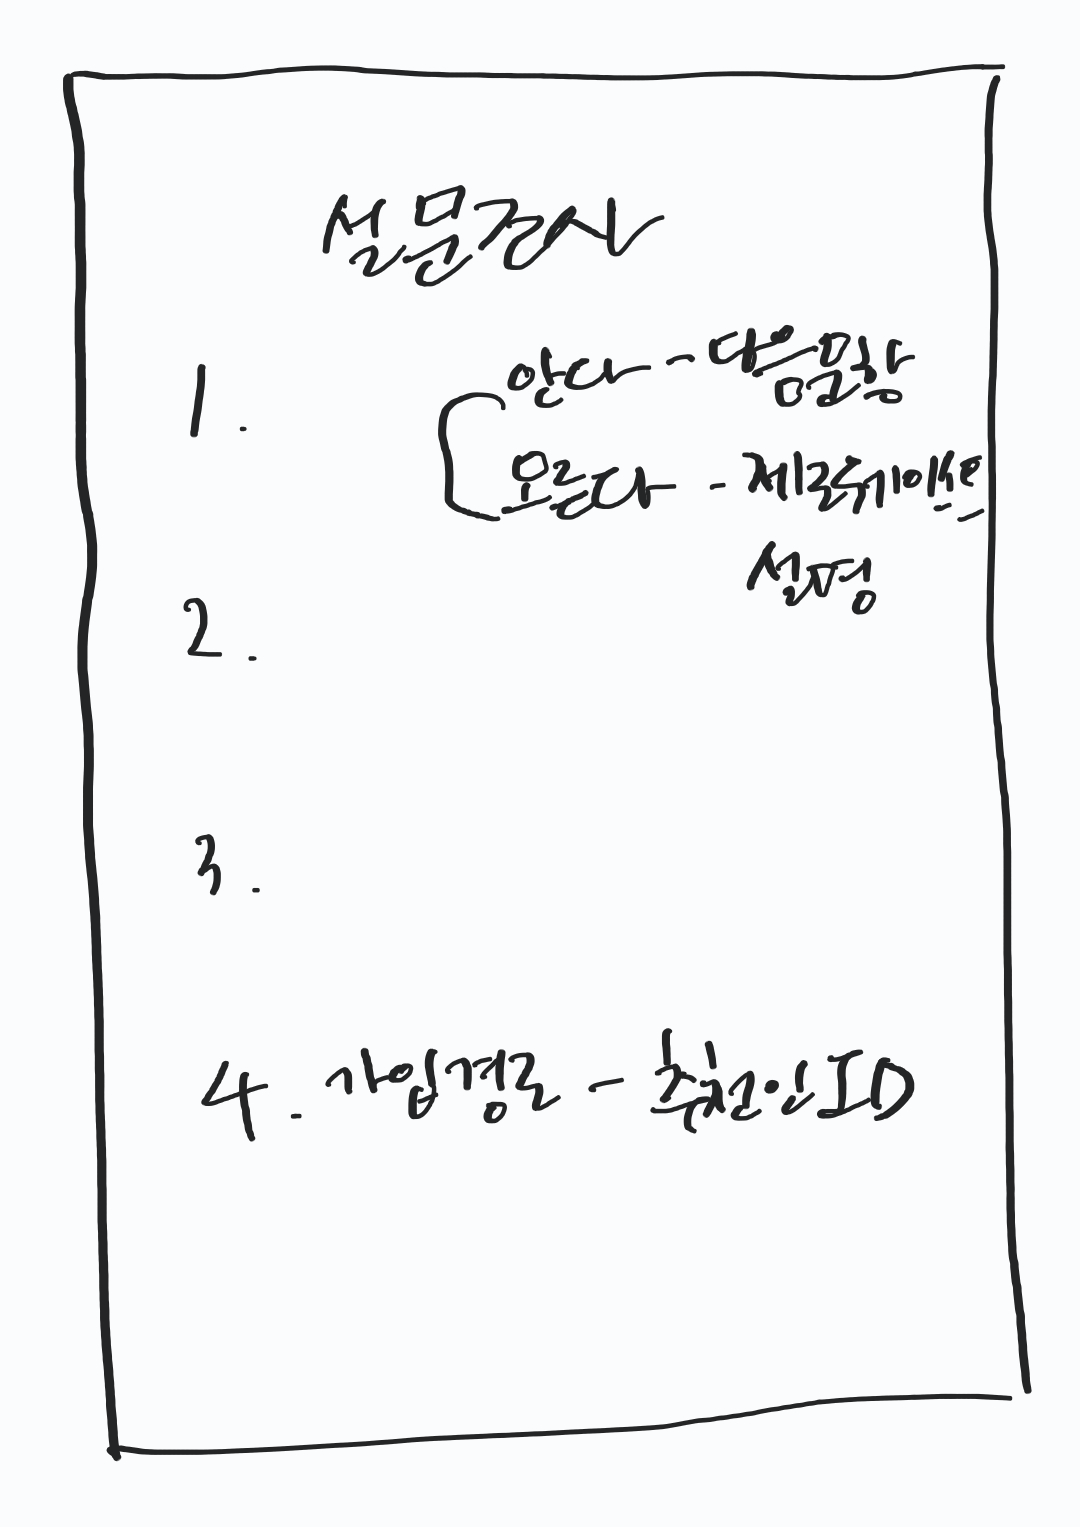 설문조사
1. 안다 - 다음문항
모른다 - 제로웨이스트
설명
2.
3.
4. 가입경로 - 추천인ID